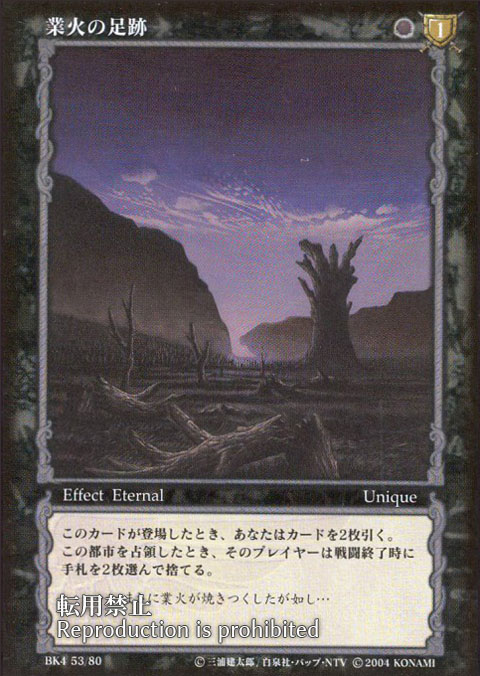 業火の足跡
1
Effect Eternal Unique
このカードが登場したとき、あなたはカードを2枚引く。
この都市を占領したとき、そのプレイヤーは戦闘終了時に
手札を2枚選んで捨てる。
に業火が焼きつくしたが如し…
転用禁止
Reproduction is prohibited
BK4 53/80 ©三浦建太郎, 白泉社・バップ・NTV ©2004 KONAMI